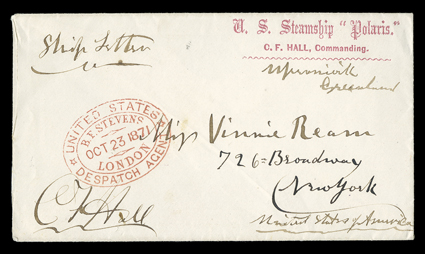 Ship Letter
U. S. Steamship "Polaris."
C. F. HALL, Commanding.
Upernivik
Greenland
UNITED STATES
B.F. STEVENS
OCT 23 1871
LONDON
DESPATCH AGENT
Miss Vinnie Ream
726=Broadway
New York
United States of America
C F Hall